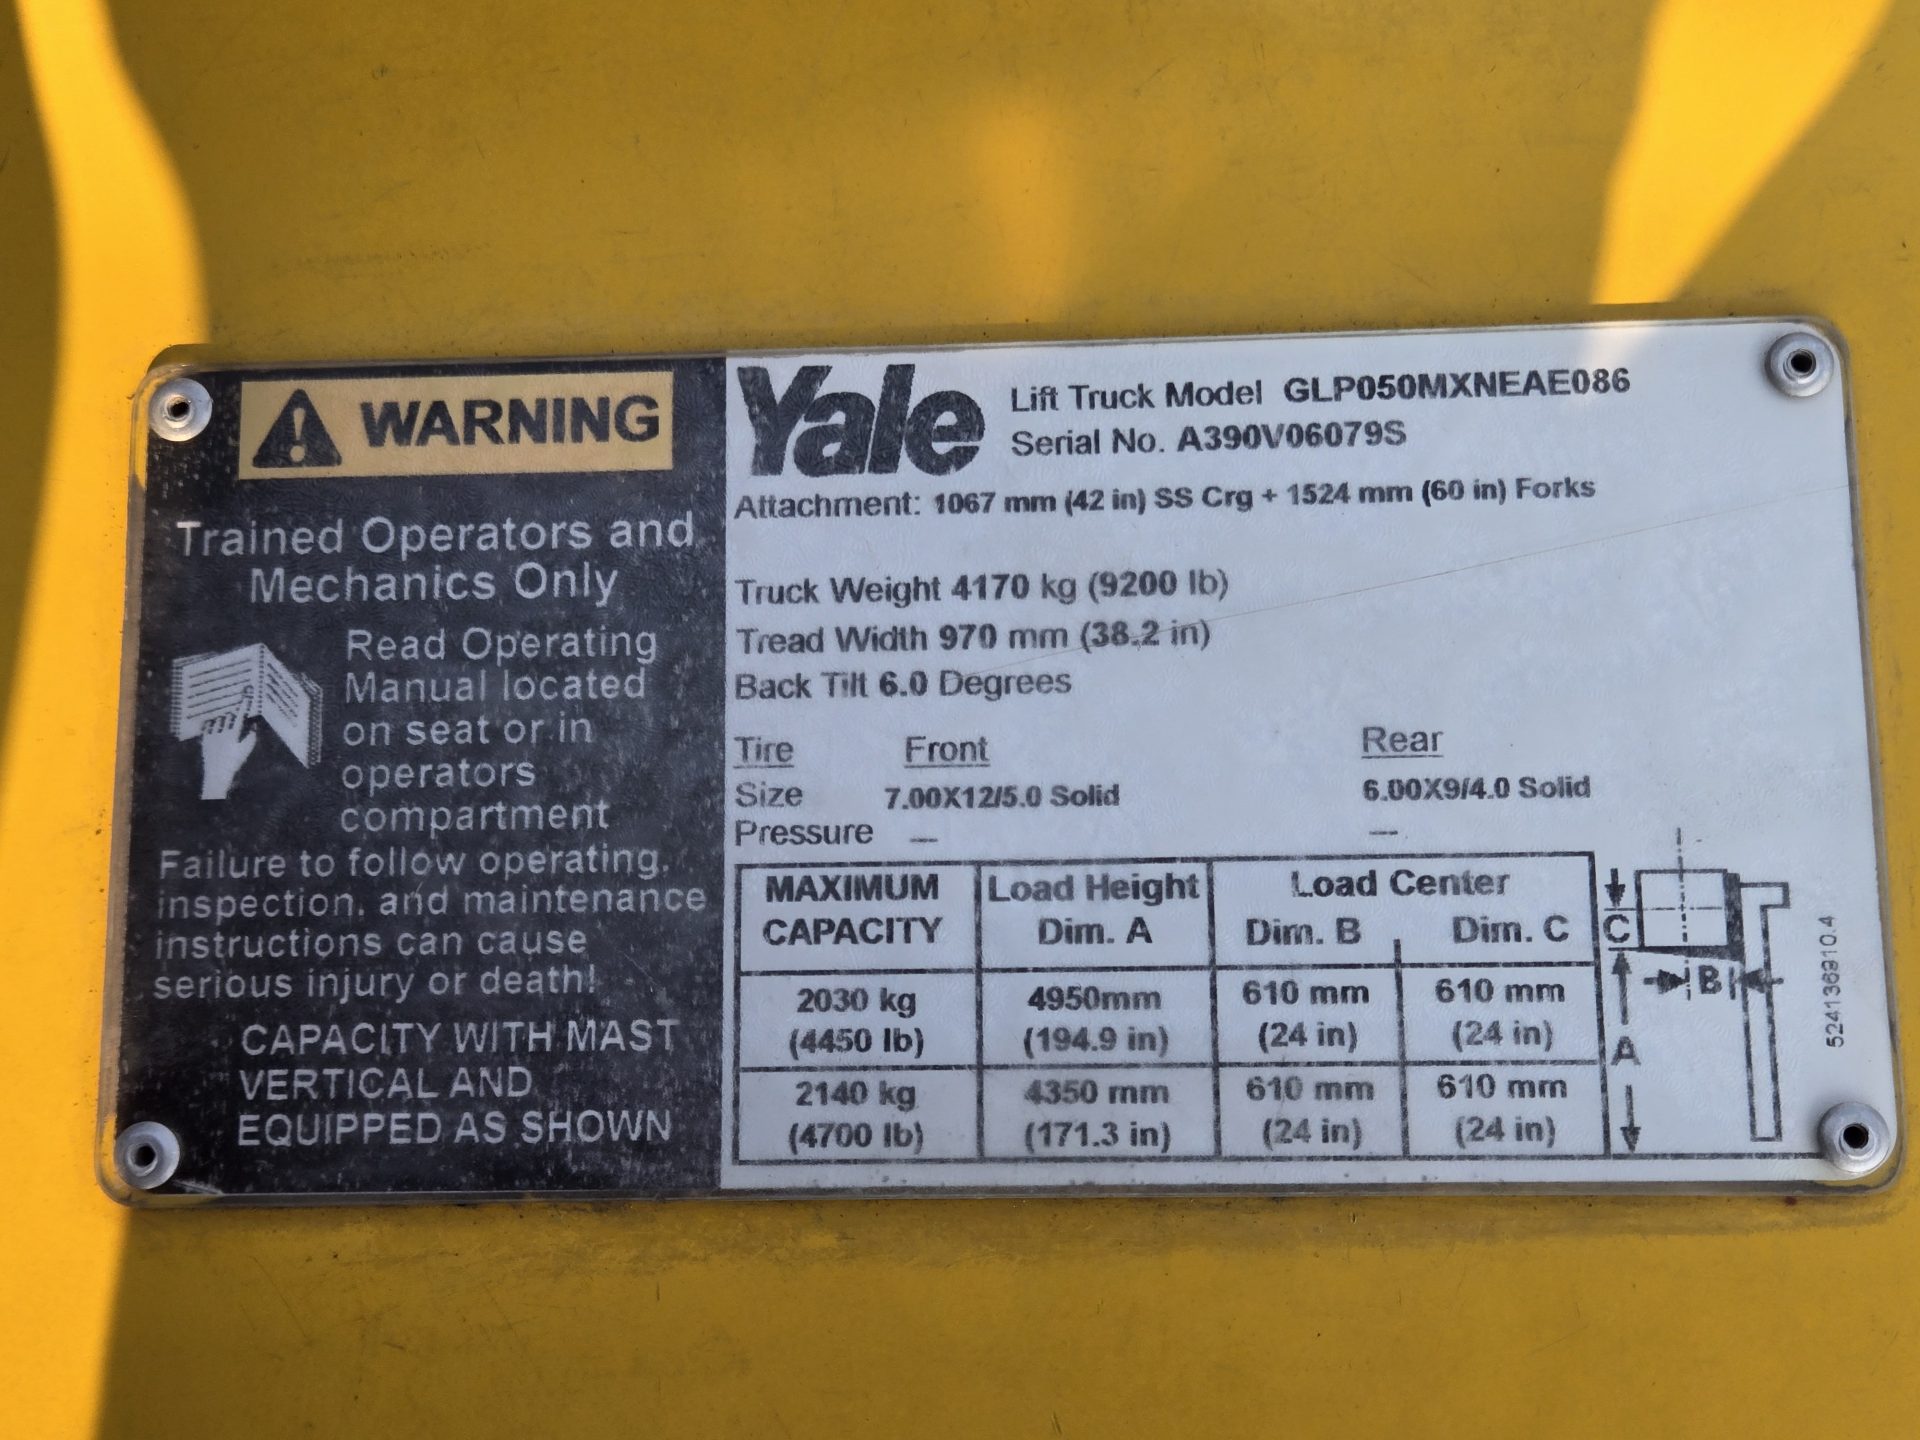 WARNING
Trained Operators and
Mechanics Only
Read Operating
Manual located
on seat or in
operators
compartment
Failure to follow operating,
inspection, and maintenance
instructions can cause
serious injury or death!
CAPACITY WITH MAST
VERTICAL AND
EQUIPPED AS SHOWN
Yale
Lift Truck Model GLP050MXNEAE086
Serial No. A390V06079S
Attachment: 1067 mm (42 in) SS Crg + 1524 mm (60 in) Forks
Truck Weight 4170 kg (9200 lb)
Tread Width 970 mm (38.2 in)
Back Tilt 6.0 Degrees
Tire Front Rear
Size 7.00X12/5.0 Solid 6.00X9/4.0 Solid
Pressure — —
MAXIMUM Load Height Load Center
CAPACITY Dim. A Dim. B Dim. C
2030 kg 4950mm 610 mm 610 mm
(4450 lb) (194.9 in) (24 in) (24 in)
2140 kg 4350 mm 610 mm 610 mm
(4700 lb) (171.3 in) (24 in) (24 in)
C
B
A
524136910.4